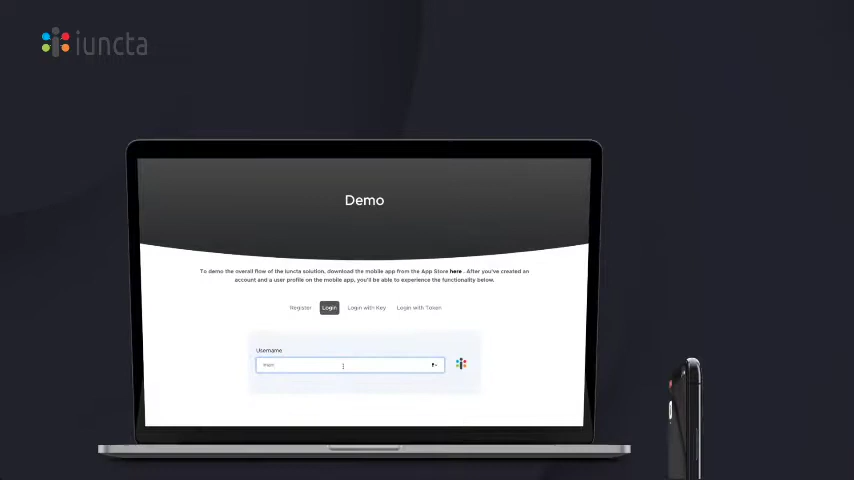 iuncta
Demo
To demo the overall flow of the iuncta solution, download the mobile app from the App Store here . After you've created an
account and a user profile on the mobile app, you'll be able to experience the functionality below.
Register Login Login with Key Login with Token
Username